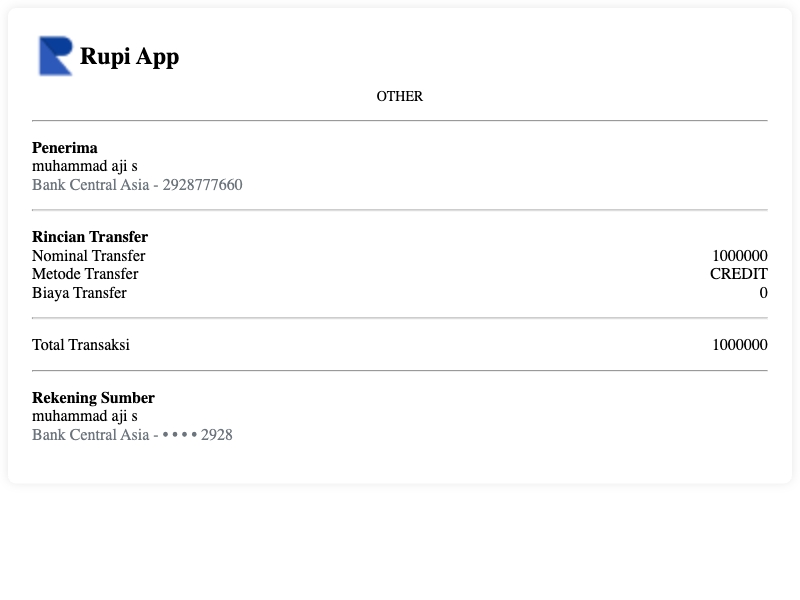 Rupi App
OTHER
Penerima
muhammad aji s
Bank Central Asia - 2928777660
Rincian Transfer
Nominal Transfer 1000000
Metode Transfer CREDIT
Biaya Transfer 0
Total Transaksi 1000000
Rekening Sumber
muhammad aji s
Bank Central Asia - • • • • 2928